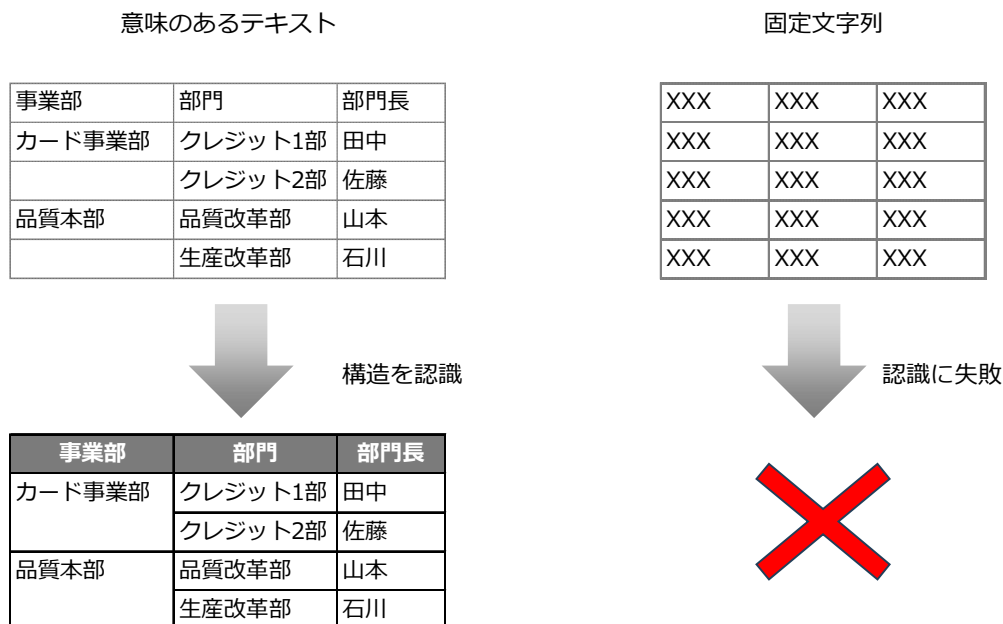 意味のあるテキスト
固定文字列
事業部 部門 部門長
カード事業部 クレジット1部 田中
クレジット2部 佐藤
品質本部 品質改革部 山本
生産改革部 石川
XXX XXX XXX
XXX XXX XXX
XXX XXX XXX
XXX XXX XXX
XXX XXX XXX
構造を認識
認識に失敗
事業部 部門 部門長
カード事業部 クレジット1部 田中
クレジット2部 佐藤
品質本部 品質改革部 山本
生産改革部 石川